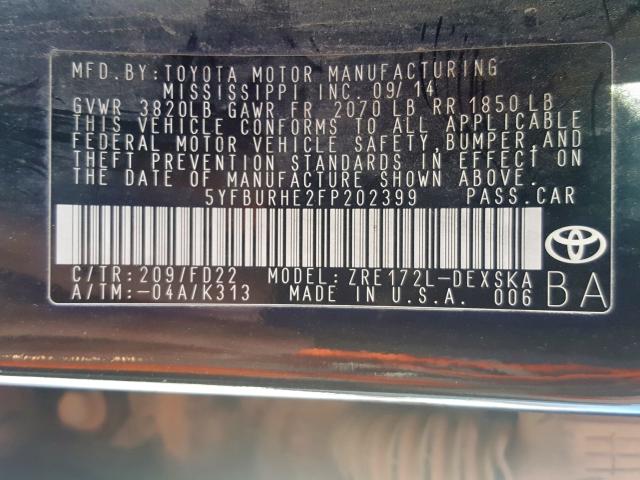 MFD.BY: TOYOTA MOTOR MANUFACTURING
MISSISSIPPI INC. 09/14
GVWR 3820LB GAWR FR 2070 LB RR 1850 LB
THIS VEHICLE CONFORMS TO ALL APPLICABLE
FEDERAL MOTOR VEHICLE SAFETY, BUMPER, AND
THEFT PREVENTION STANDARDS IN EFFECT ON
THE DATE OF MANUFACTURE SHOWN ABOVE.
5YFBURHE2FP202399 PASS.CAR
C/TR: 209/FD22 MODEL: ZRE172L-DEXSKA
A/TM: -04A/K313 MADE IN U.S.A. 006 BA